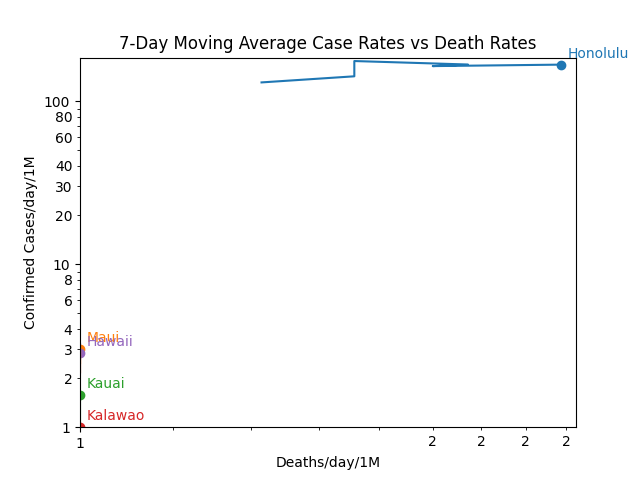 7-Day Moving Average Case Rates vs Death Rates
Honolulu
100
80
60
40
30
20
10
8
6
4
3
2
1
Confirmed Cases/day/1M
Maui
Hawaii
Kauai
Kalawao
1
2
2
2
2
Deaths/day/1M